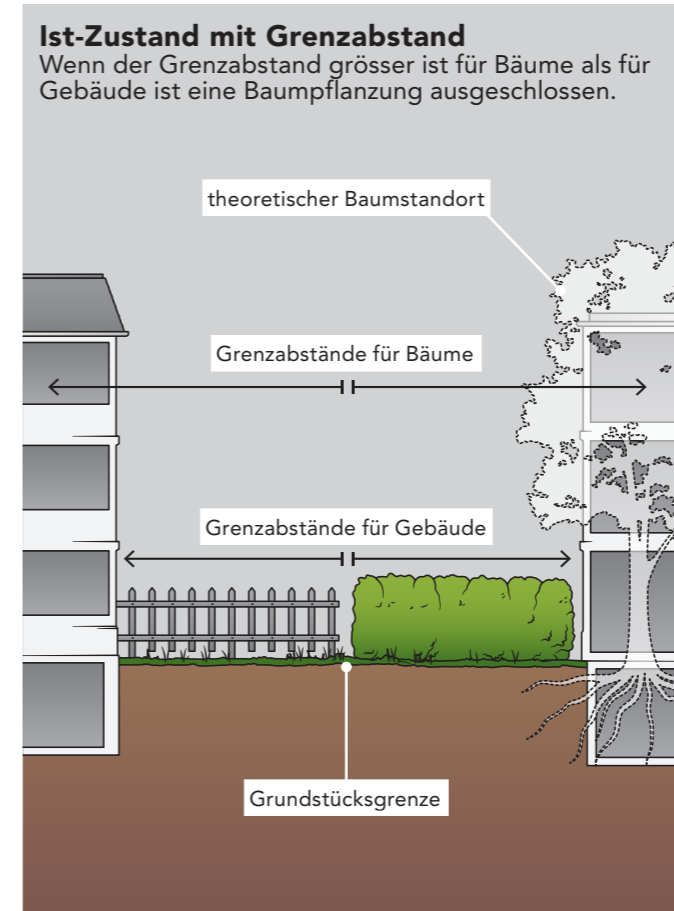 Ist-Zustand mit Grenzabstand
Wenn der Grenzabstand grösser ist für Bäume als für
Gebäude ist eine Baumpflanzung ausgeschlossen.
theoretischer Baumstandort
Grenzabstände für Bäume
Grenzabstände für Gebäude
Grundstücksgrenze